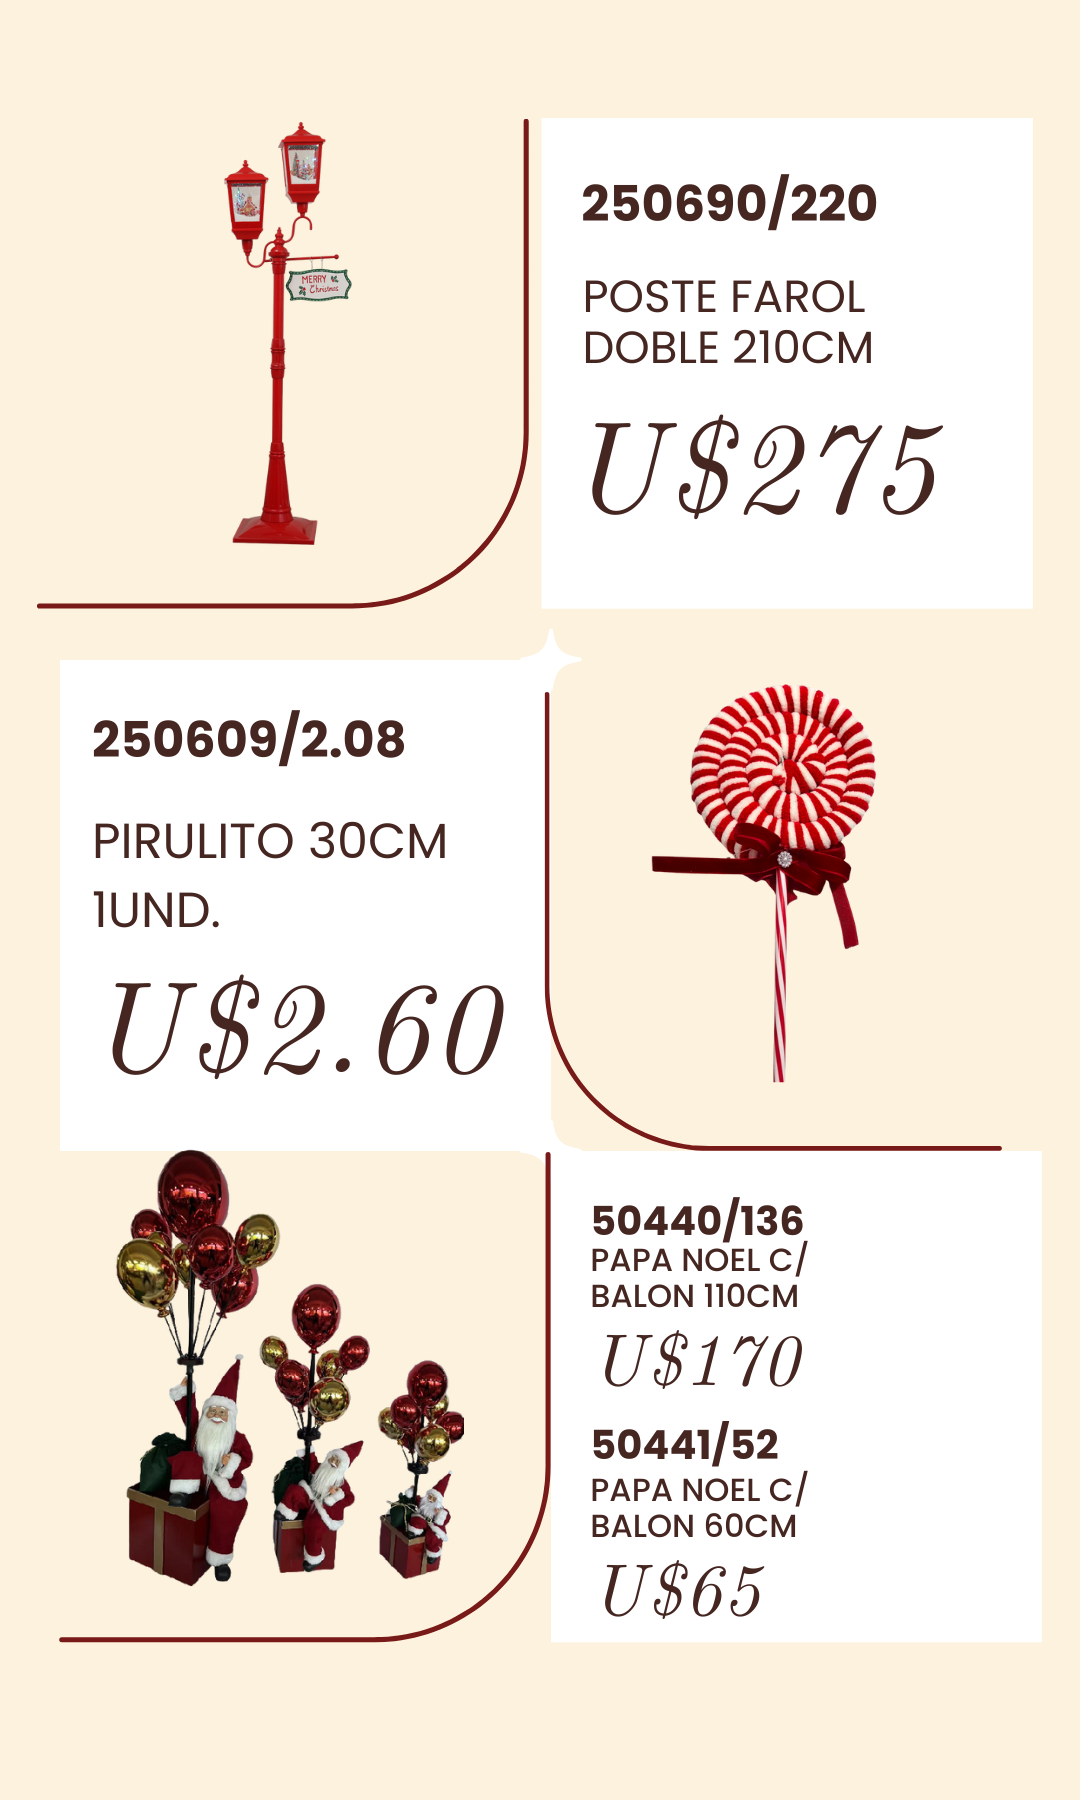 MERRY
Christmas
250690/220
POSTE FAROL
DOBLE 210CM
U$275
250609/2.08
PIRULITO 30CM
1UND.
U$2.60
50440/136
PAPA NOEL C/
BALON 110CM
U$170
50441/52
PAPA NOEL C/
BALON 60CM
U$65